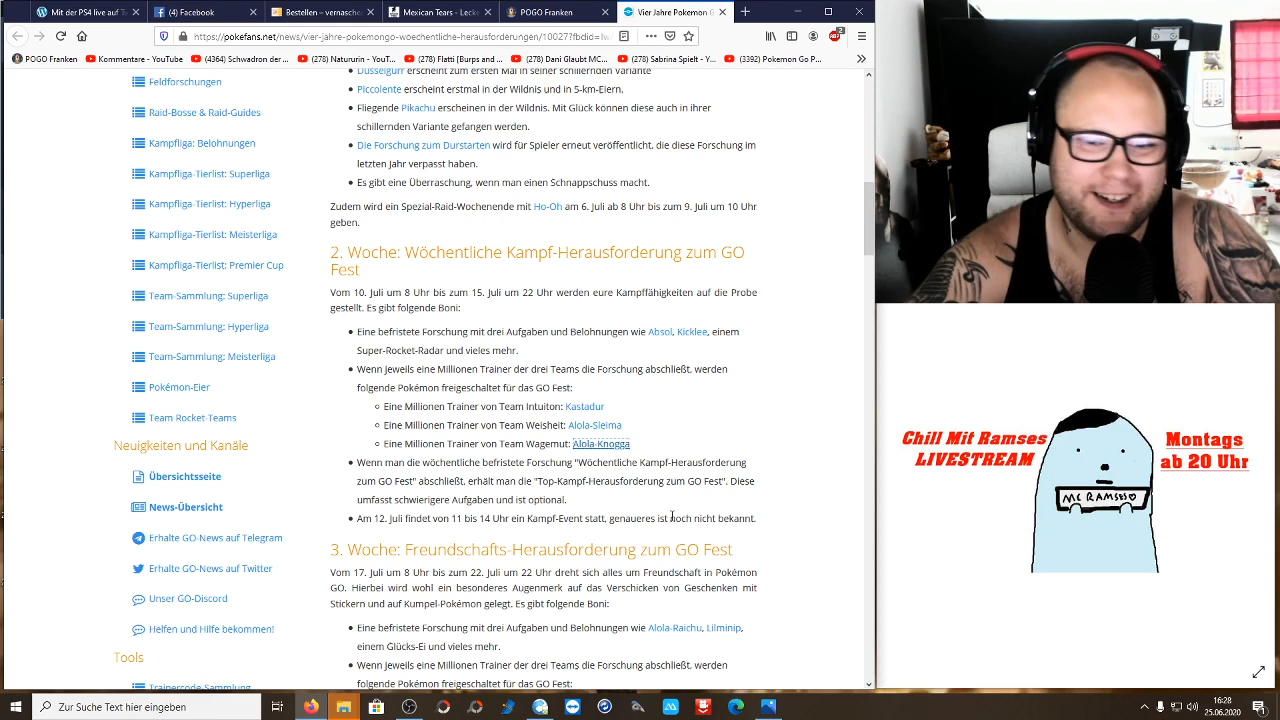 Mit der PS4 live auf T
(4) Facebook
Bestellen – vernasche
Mexican Tears - Leck
POGO Franken
Vier Jahre Pokemon G
https://pokefans.net/news/vier-jahre-pokemongo-woechentliche-herausforderungen/10027?fbclid=Iw
POGO Franken
Kommentare - YouTube
(4364) Schwadron der ...
(278) Natururin - YouT...
(278) Flatti [Burps and ...
(278) Dani Glaubt MC...
(278) Sabrina Spielt - Y...
(3392) Pokemon Go P...
Feldforschungen
Raid-Bosse & Raid-Guides
Kampfliga: Belohnungen
Kampfliga-Tierlist: Superliga
Kampfliga-Tierlist: Hyperliga
Kampfliga-Tierlist: Meisterliga
Kampfliga-Tierlist: Premier Cup
Team-Sammlung: Superliga
Team-Sammlung: Hyperliga
Team-Sammlung: Meisterliga
Pokémon-Eier
Team Rocket-Teams
Neuigkeiten und Kanäle
Übersichtsseite
News-Übersicht
Erhalte GO-News auf Telegram
Erhalte GO-News auf Twitter
Unser GO-Discord
Helfen und Hilfe bekommen!
Tools
Trainercode-Sammlung
Dusselgurr erscheint zum ersten Mal in seiner schillernden Variante
Piccolente erscheint erstmal in der Wildnis und in 5-km-Eiern.
Fliegende Pikachu erscheinen in der Wildnis. Mit Glück können diese auch in ihrer
schillernden Variante gefangen werden.
Die Forschung zum Durstarten wird für Spieler erneut veröffentlicht, die diese Forschung im
letzten Jahr verpasst haben.
Es gibt eine Überraschung, wenn man einen Schnappschuss macht.
Zudem wird ein Spezial-Raid-Wochenende mit Ho-Oh am 6. Juli ab 8 Uhr bis zum 9. Juli um 10 Uhr
geben.
2. Woche: Wöchentliche Kampf-Herausforderung zum GO
Fest
Vom 10. Juli um 8 Uhr bis zum 15. Juli um 22 Uhr werden eure Kampffähigkeiten auf die Probe
gestellt. Es gibt folgende Boni:
Eine befristete Forschung mit drei Aufgaben und Belohnungen wie Absol, Kicklee, einem
Super-Rocket-Radar und vieles mehr.
Wenn jeweils eine Millionen Trainer der drei Teams die Forschung abschließt, werden
folgende Pokémon freigeschaltet für das GO Fest:
Eine Millionen Trainer von Team Intuiton: Kastadur
Eine Millionen Trainer von Team Weisheit: Alola-Sleima
Eine Millionen Trainer von Team Wagemut: Alola-Knogga
Wenn man die wöchentliche befristete Forschung "Wöchentliche Kampf-Herausforderung
zum GO Fest" abschließt, erhält man die "Top-Kampf-Herausforderung zum GO Fest". Diese
umfasst schwierigere Aufgaben und ist optional.
Am 12. Juli findet von 11 bis 14 Uhr ein Kampf-Event statt, genaueres ist noch nicht bekannt.
3. Woche: Freundschafts-Herausforderung zum GO Fest
Vom 17. Juli um 8 Uhr bis zum 22. Juli um 22 Uhr dreht sich alles um Freundschaft in Pokémon
GO. Hierbei wird wohl ein besonderes Augenmerk auf das Verschicken von Geschenken mit
Stickern und auf Kumpel-Pokémon gelegt. Es gibt folgende Boni:
Eine befristete Forschung mit drei Aufgaben und Belohnungen wie Alola-Raichu, Lilminip,
einem Glücks-Ei und vieles mehr.
Wenn jeweils eine Millionen Trainer der drei Teams die Forschung abschließt, werden
folgende Pokémon freigeschaltet für das GO Fest:
Chill Mit Ramses
LIVESTREAM
Montags
ab 20 Uhr
MC RAMSES
Zur Suche Text hier eingeben
16:28
25.06.2020